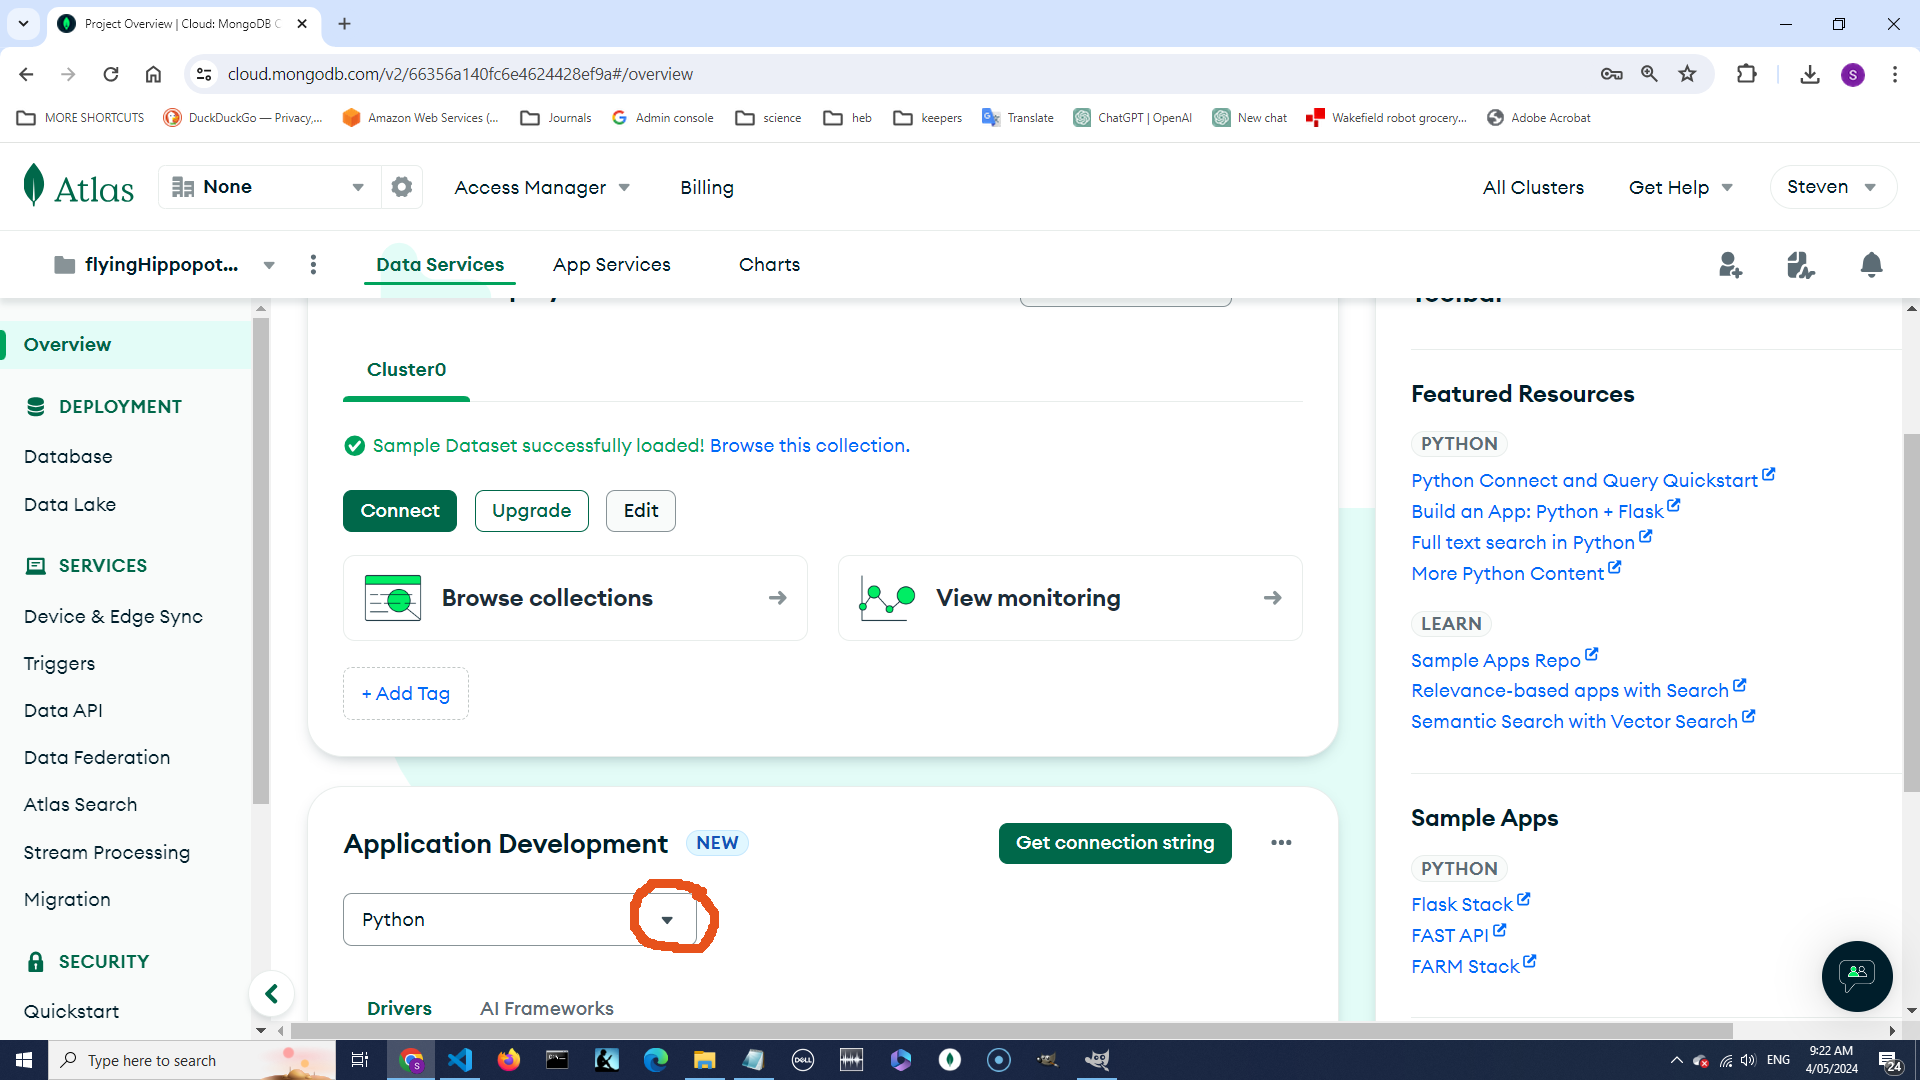 Project Overview | Cloud: MongoDB C
cloud.mongodb.com/v2/66356a140fc6e4624428ef9a#/overview
S
MORE SHORTCUTS
DuckDuckGo — Privacy,...
Amazon Web Services (...
Journals
Admin console
science
heb
keepers
Translate
ChatGPT | OpenAI
New chat
Wakefield robot grocery...
Adobe Acrobat
Atlas
None
Access Manager
Billing
All Clusters
Get Help
Steven
flyingHippopot...
Data Services
App Services
Charts
Overview
DEPLOYMENT
Database
Data Lake
SERVICES
Device & Edge Sync
Triggers
Data API
Data Federation
Atlas Search
Stream Processing
Migration
SECURITY
Quickstart
Cluster0
Sample Dataset successfully loaded! Browse this collection.
Connect
Upgrade
Edit
Browse collections
View monitoring
+ Add Tag
Application Development
NEW
Get connection string
Python
Drivers
AI Frameworks
Toolbar
Featured Resources
PYTHON
Python Connect and Query Quickstart
Build an App: Python + Flask
Full text search in Python
More Python Content
LEARN
Sample Apps Repo
Relevance-based apps with Search
Semantic Search with Vector Search
Sample Apps
PYTHON
Flask Stack
FAST API
FARM Stack
Type here to search
S
DELL
ENG
9:22 AM
4/05/2024
24